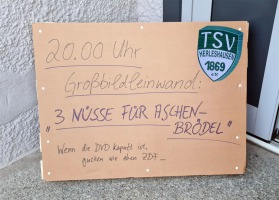 20.00 Uhr
TSV
HERLESHAUSEN
1869
e.V.
Großbildleinwand:
"3 NÜSSE FÜR ASCHEN-
BRÖDEL"
Wenn die DVD kaputt ist,
gucken wir eben ZDF...